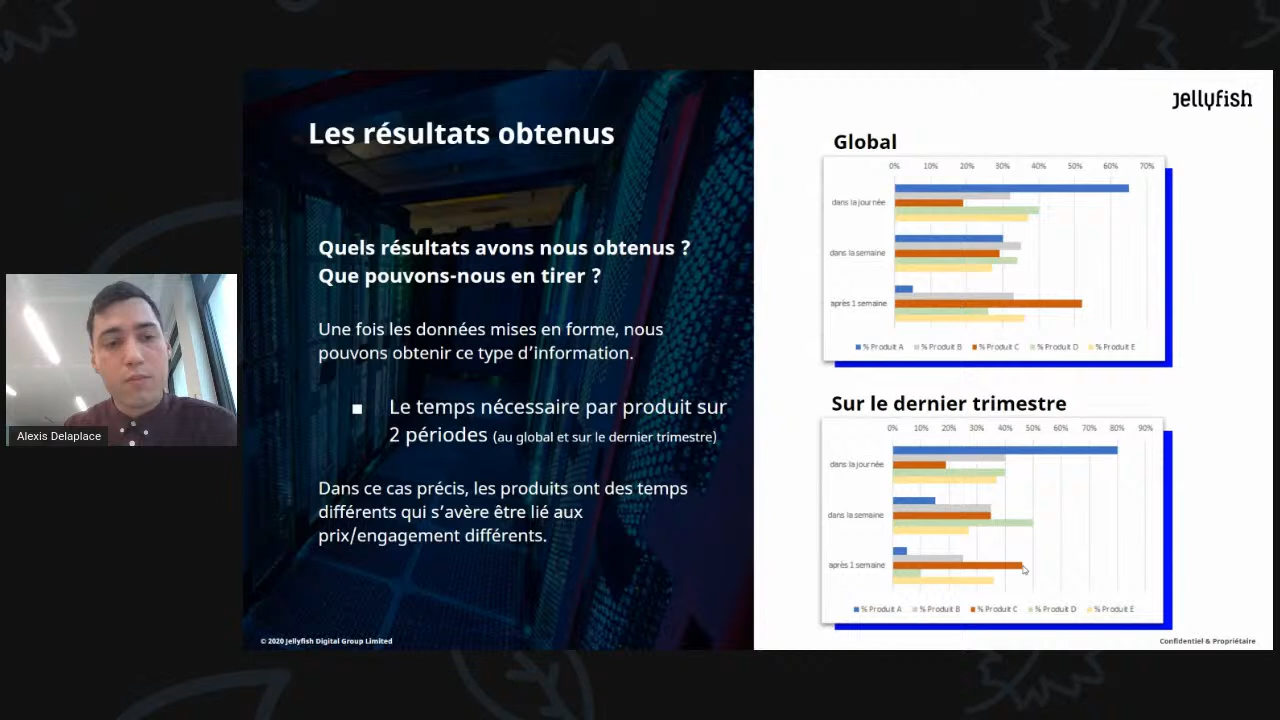 Les résultats obtenus
Quels résultats avons nous obtenus ?
Que pouvons-nous en tirer ?
Une fois les données mises en forme, nous
pouvons obtenir ce type d’information.
■ Le temps nécessaire par produit sur
2 périodes (au global et sur le dernier trimestre)
Dans ce cas précis, les produits ont des temps
différents qui s’avère être lié aux
prix/engagement différents.
© 2020 Jellyfish Digital Group Limited
Alexis Delaplace
jellyfish
Global
0% 10% 20% 30% 40% 50% 60% 70%
dans la journée
dans la semaine
après 1 semaine
% Produit A % Produit B % Produit C % Produit D % Produit E
Sur le dernier trimestre
0% 10% 20% 30% 40% 50% 60% 70% 80% 90%
dans la journée
dans la semaine
après 1 semaine
% Produit A % Produit B % Produit C % Produit D % Produit E
Confidentiel & Propriétaire